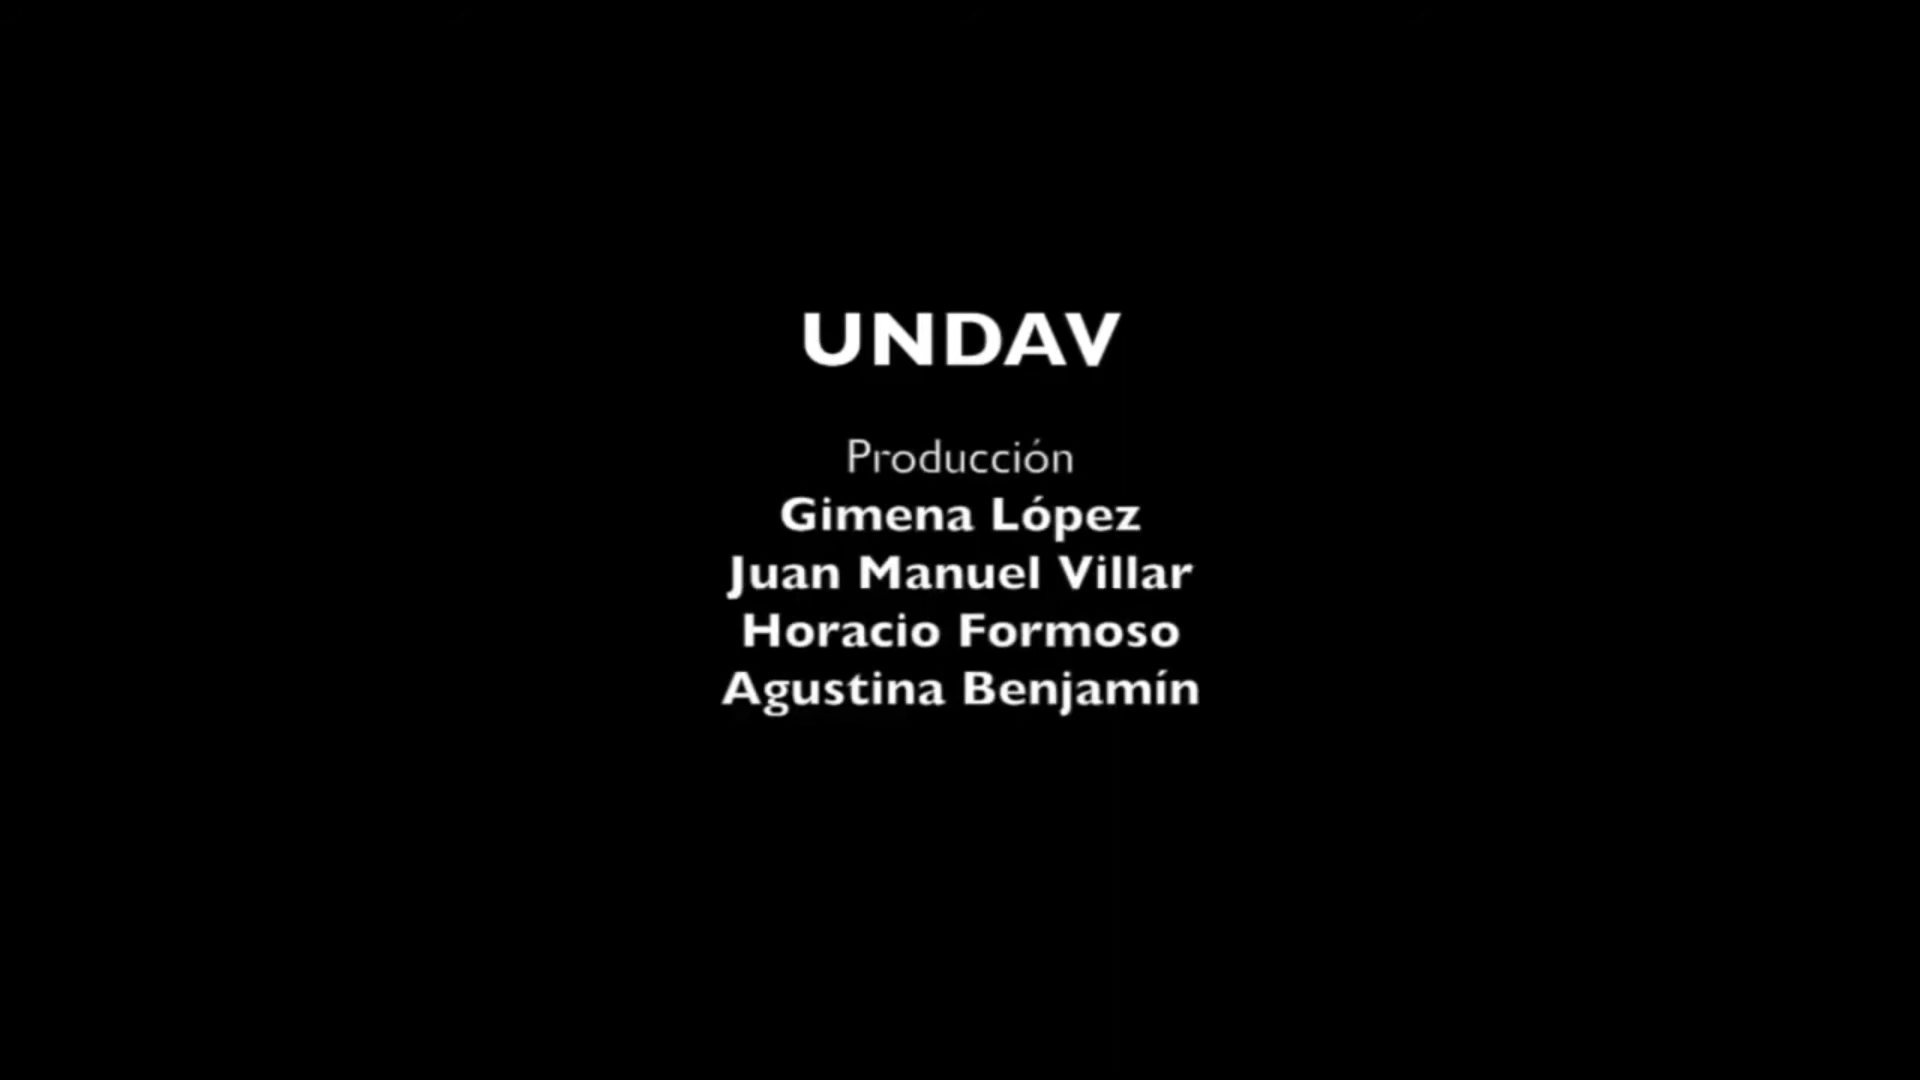 UNDAV
Producción
Gimena López
Juan Manuel Villar
Horacio Formoso
Agustina Benjamín